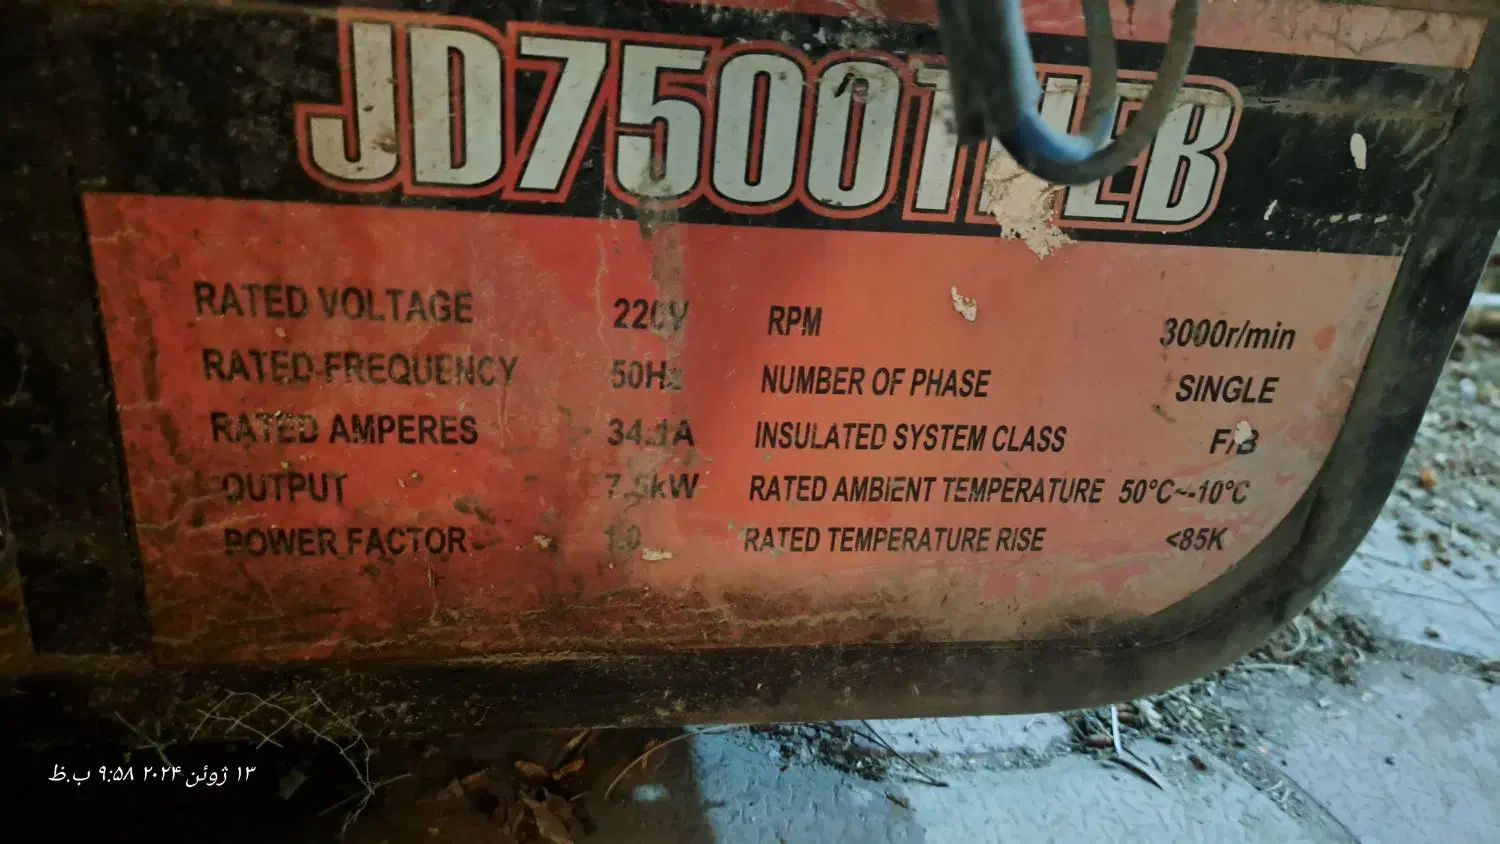 RATED VOLTAGE 220V RPM 3000r/min
RATED FREQUENCY 50Hz NUMBER OF PHASE SINGLE
RATED AMPERES 34.1A INSULATED SYSTEM CLASS F/B
OUTPUT 7.5kW RATED AMBIENT TEMPERATURE 50°C~-10°C
POWER FACTOR 1.0 RATED TEMPERATURE RISE <85K
۱۳ ژوئن ۲۰۲۴ ۹:۵۸ ب.ظ